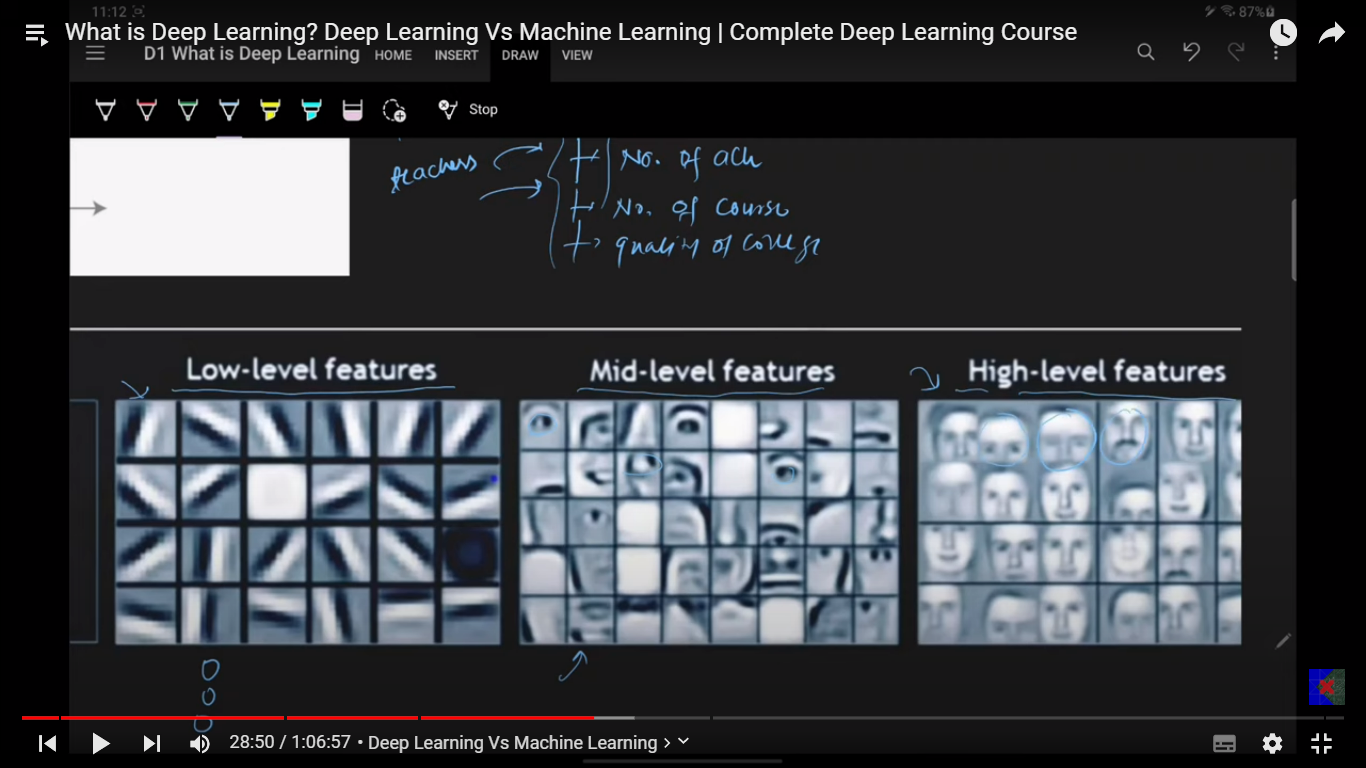 11:12
87%
What is Deep Learning? Deep Learning Vs Machine Learning | Complete Deep Learning Course
D1 What is Deep Learning HOME INSERT DRAW VIEW
Stop
teachers
No. of ach
No. of course
quality of college
Low-level features Mid-level features High-level features
28:50 / 1:06:57 • Deep Learning Vs Machine Learning